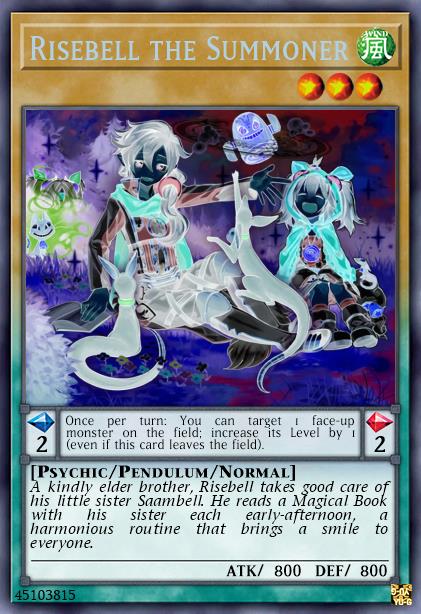 Risebell the Summoner
WIND
風
2
Once per turn: You can target 1 face-up
monster on the field; increase its Level by 1
(even if this card leaves the field).
2
[Psychic/Pendulum/Normal]
A kindly elder brother, Risebell takes good care of
his little sister Saambell. He reads a Magical Book
with his sister each early-afternoon, a
harmonious routine that brings a smile to
everyone.
ATK/ 800 DEF/ 800
45103815